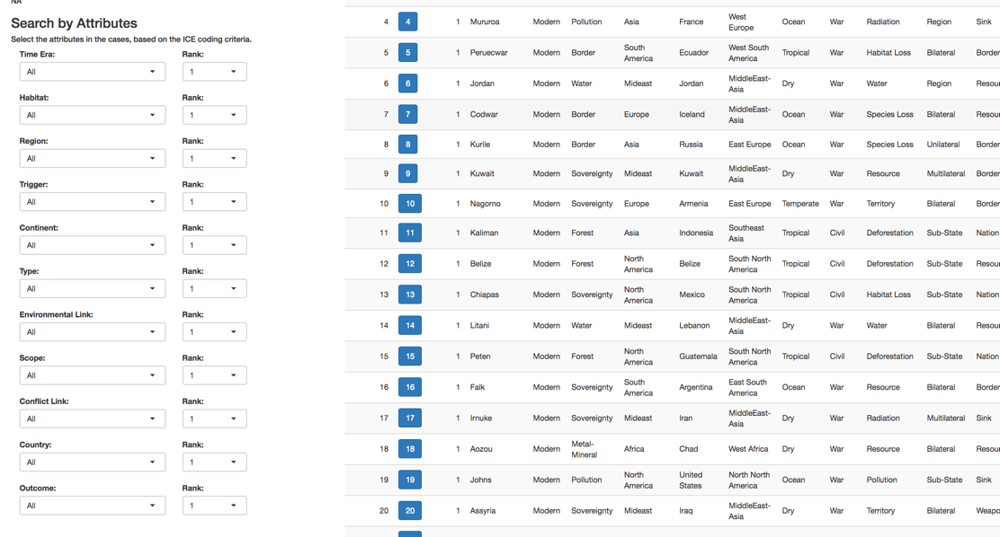 NA
Search by Attributes
Select the attributes in the cases, based on the ICE coding criteria.
Time Era: Rank:
All 1
Habitat: Rank:
All 1
Region: Rank:
All 1
Trigger: Rank:
All 1
Continent: Rank:
All 1
Type: Rank:
All 1
Environmental Link: Rank:
All 1
Scope: Rank:
All 1
Conflict Link: Rank:
All 1
Country: Rank:
All 1
Outcome: Rank:
All 1
4 4 1 Mururoa Modern Pollution Asia France West Europe Ocean War Radiation Region Sink
5 5 1 Peruecwar Modern Border South America Ecuador West South America Tropical War Habitat Loss Bilateral Border
6 6 1 Jordan Modern Water Mideast Jordan MiddleEast-Asia Dry War Water Region Resou
7 7 1 Codwar Modern Border Europe Iceland MiddleEast-Asia Ocean War Species Loss Bilateral Resou
8 8 1 Kurile Modern Border Asia Russia East Europe Ocean War Species Loss Unilateral Border
9 9 1 Kuwait Modern Sovereignty Mideast Kuwait MiddleEast-Asia Dry War Resource Multilateral Border
10 10 1 Nagorno Modern Sovereignty Europe Armenia East Europe Temperate War Territory Bilateral Border
11 11 1 Kaliman Modern Forest Asia Indonesia Southeast Asia Tropical Civil Deforestation Sub-State Nation
12 12 1 Belize Modern Forest North America Belize South North America Tropical Civil Deforestation Sub-State Resou
13 13 1 Chiapas Modern Sovereignty North America Mexico South North America Tropical Civil Habitat Loss Sub-State Nation
14 14 1 Litani Modern Water Mideast Lebanon MiddleEast-Asia Dry War Water Bilateral Resou
15 15 1 Peten Modern Forest North America Guatemala South North America Tropical Civil Deforestation Sub-State Nation
16 16 1 Falk Modern Sovereignty South America Argentina East South America Ocean War Resource Bilateral Border
17 17 1 Irnuke Modern Sovereignty Mideast Iran MiddleEast-Asia Dry War Radiation Multilateral Sink
18 18 1 Aozou Modern Metal-Mineral Africa Chad West Africa Dry War Resource Bilateral Resou
19 19 1 Johns Modern Pollution North America United States North North America Ocean War Pollution Sub-State Sink
20 20 1 Assyria Modern Sovereignty Mideast Iraq MiddleEast-Asia Dry War Territory Bilateral Weapo